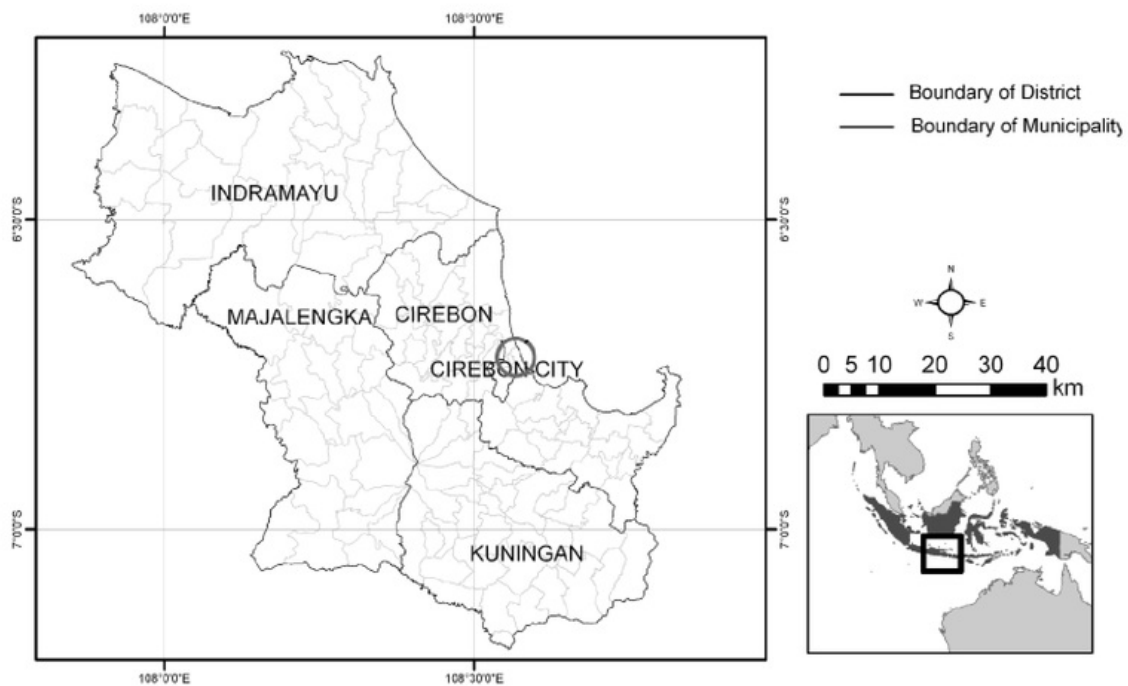 108°0'0"E 108°30'0"E
Boundary of District
Boundary of Municipality
INDRAMAYU
6°30'0"S 6°30'0"S
MAJALENGKA CIREBON
N
W E
S
CIREBON CITY
0 5 10 20 30 40
km
7°0'0"S 7°0'0"S
KUNINGAN
108°0'0"E 108°30'0"E